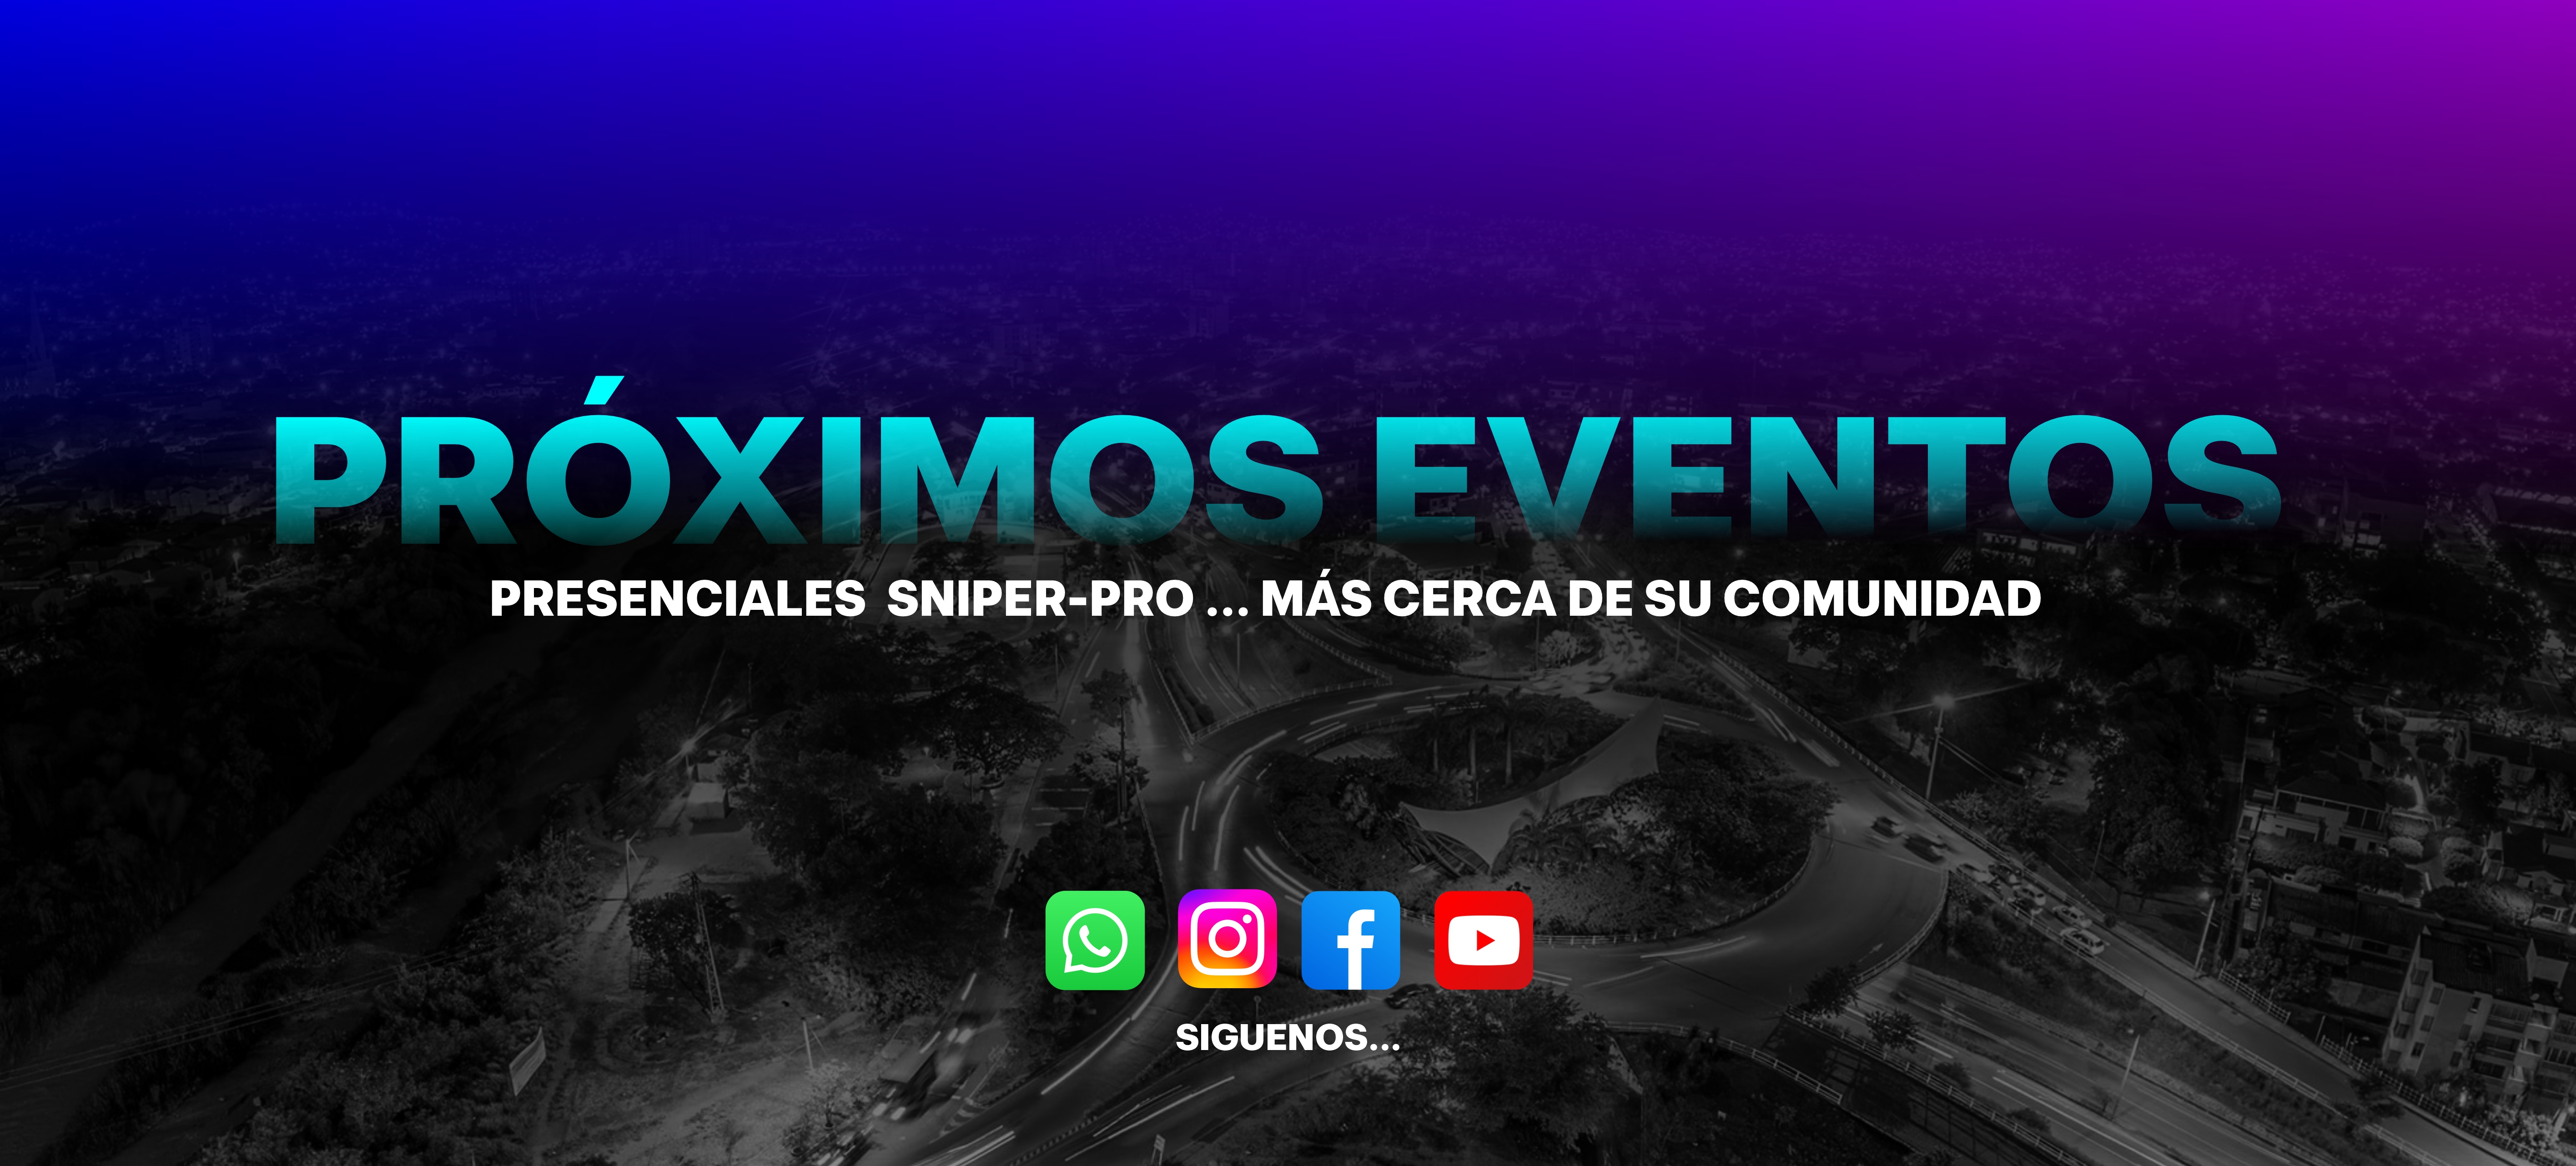 PRÓXIMOS EVENTOS
PRESENCIALES SNIPER-PRO ... MÁS CERCA DE SU COMUNIDAD
SIGUENOS...